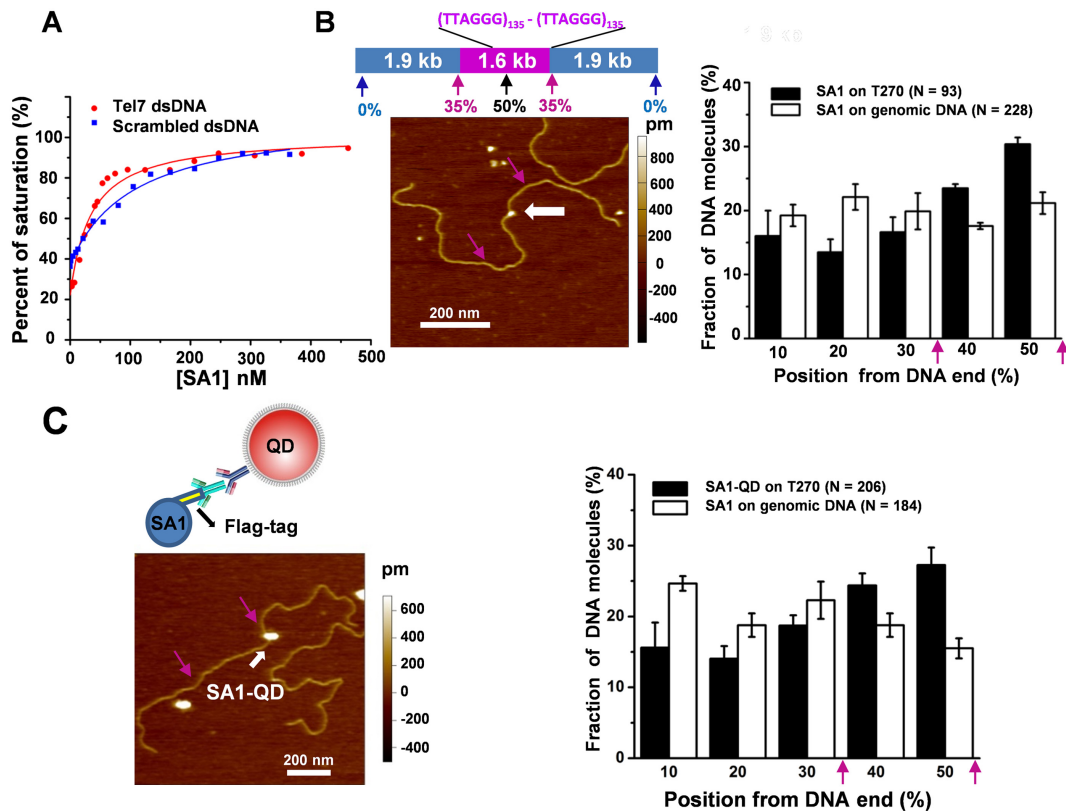 A
Percent of saturation (%)
100
80
60
40
20
0
Tel7 dsDNA
Scrambled dsDNA
0
100
200
300
400
500
[SA1] nM
B
(TTAGGG)135 - (TTAGGG)135
1.9 kb
1.6 kb
1.9 kb
0%
35%
50%
35%
0%
pm
800
600
400
200
0
-200
-400
200 nm
Fraction of DNA molecules (%)
40
30
20
10
0
SA1 on T270 (N = 93)
SA1 on genomic DNA (N = 228)
10
20
30
40
50
Position from DNA end (%)
C
QD
SA1
Flag-tag
SA1-QD
200 nm
pm
600
400
200
0
-200
-400
Fraction of DNA molecules (%)
40
30
20
10
0
SA1-QD on T270 (N = 206)
SA1 on genomic DNA (N = 184)
10
20
30
40
50
Position from DNA end (%)